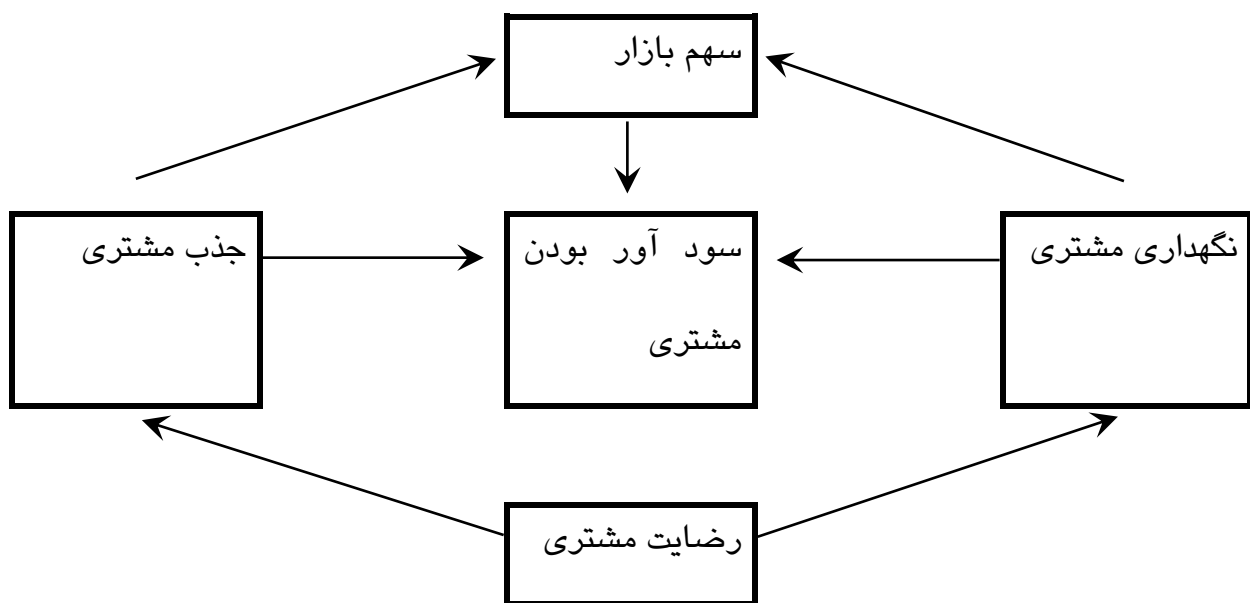 سهم بازار
نگهداری مشتری
سود آور بودن
مشتری
جذب مشتری
رضایت مشتری